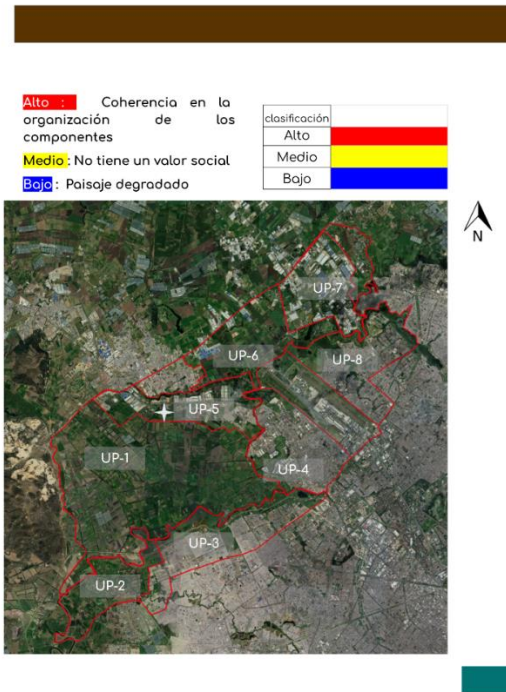 Alto : Coherencia en la
organización de los
componentes
Medio : No tiene un valor social
Bajo : Paisaje degradado
clasificación
Alto
Medio
Bajo
N
UP-7
UP-6
UP-8
UP-5
UP-1
UP-4
UP-3
UP-2